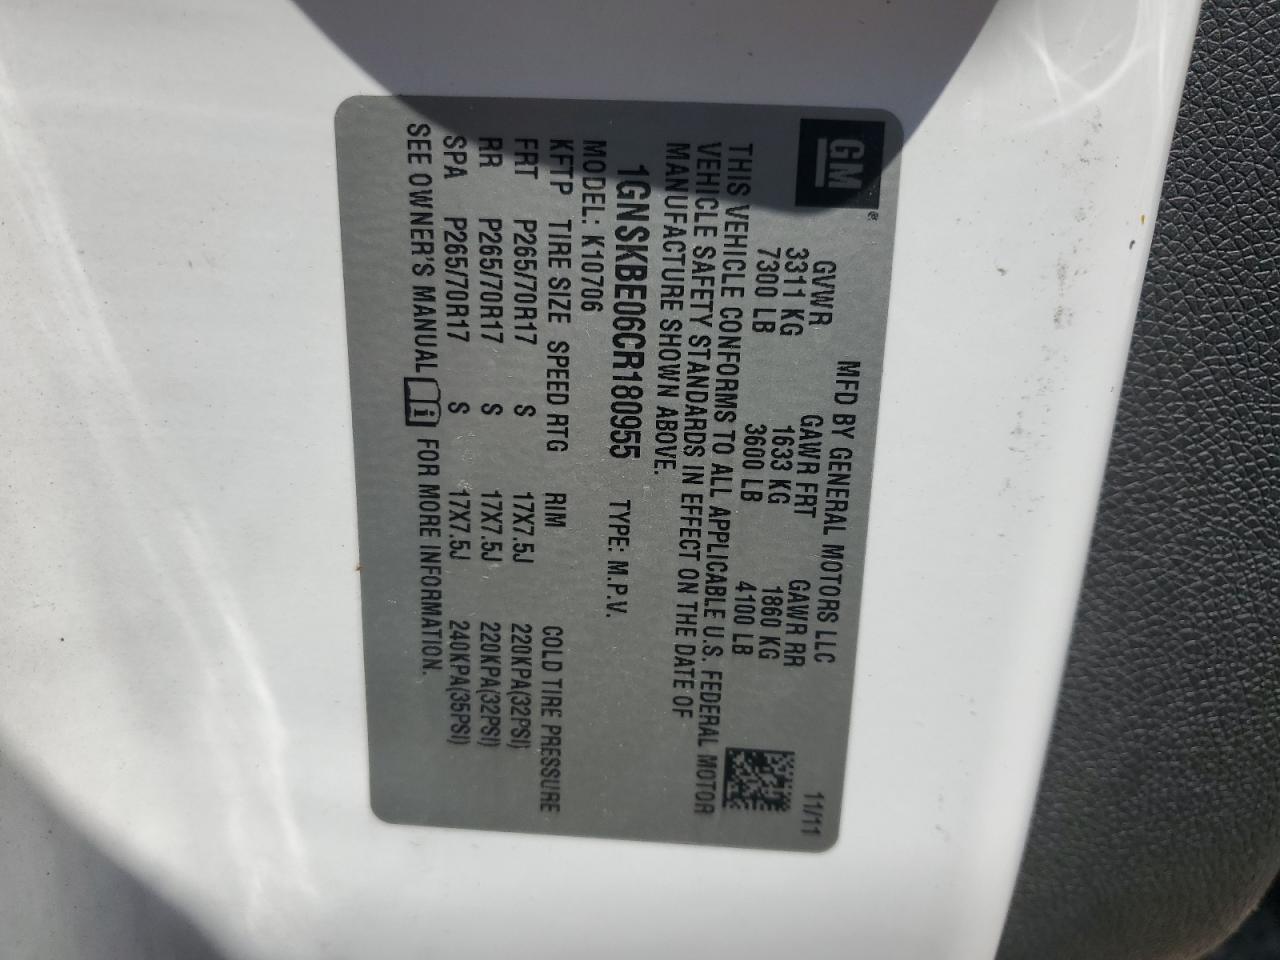 GM ®
MFD BY GENERAL MOTORS LLC 11/11
GVWR GAWR FRT GAWR RR
3311 KG 1633 KG 1860 KG
7300 LB 3600 LB 4100 LB
THIS VEHICLE CONFORMS TO ALL APPLICABLE U.S. FEDERAL MOTOR
VEHICLE SAFETY STANDARDS IN EFFECT ON THE DATE OF
MANUFACTURE SHOWN ABOVE.
1GNSKBE06CR180955 TYPE: M.P.V.
MODEL: K10706
KFTP TIRE SIZE SPEED RTG RIM COLD TIRE PRESSURE
FRT P265/70R17 S 17X7.5J 220KPA(32PSI)
RR P265/70R17 S 17X7.5J 220KPA(32PSI)
SPA P265/70R17 S 17X7.5J 240KPA(35PSI)
SEE OWNER'S MANUAL i FOR MORE INFORMATION.